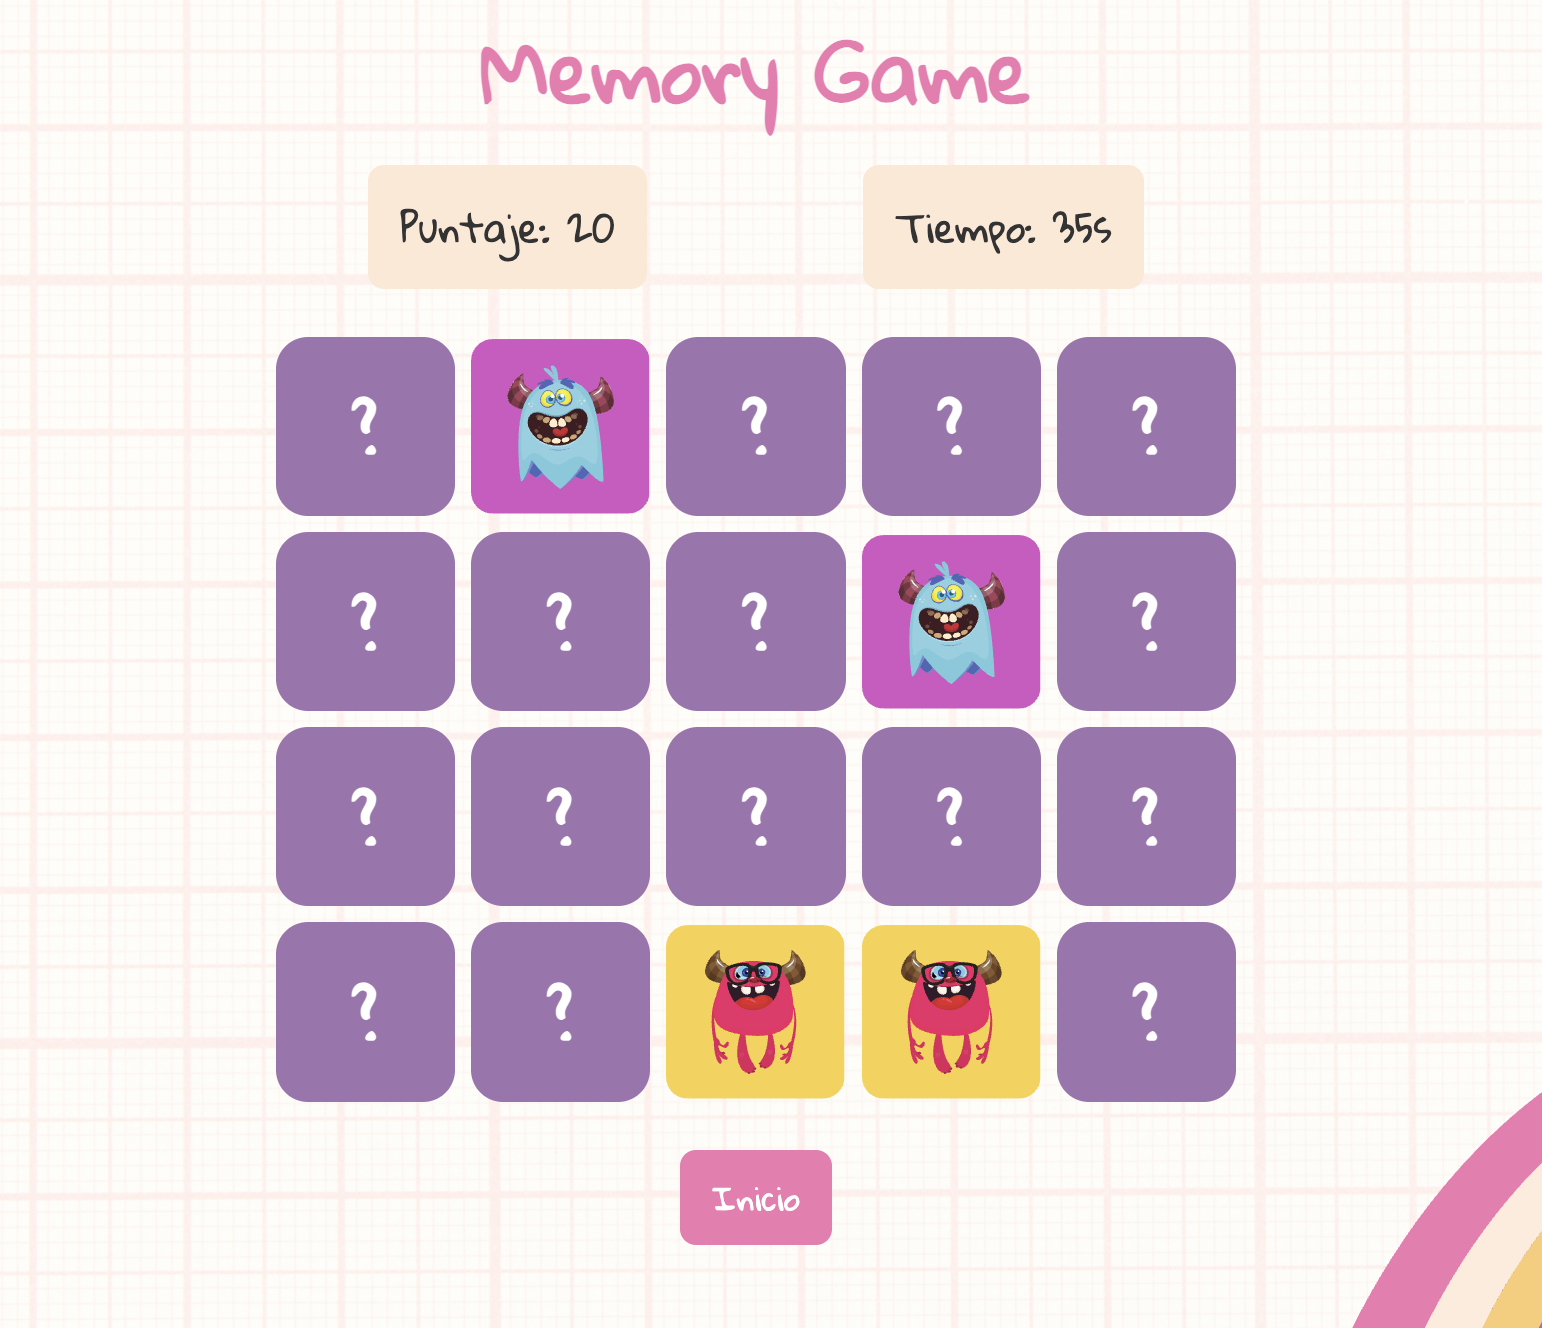 Memory Game
Puntaje: 20
Tiempo: 35s
? ? ? ?
? ? ? ?
? ? ? ? ?
? ? ?
Inicio